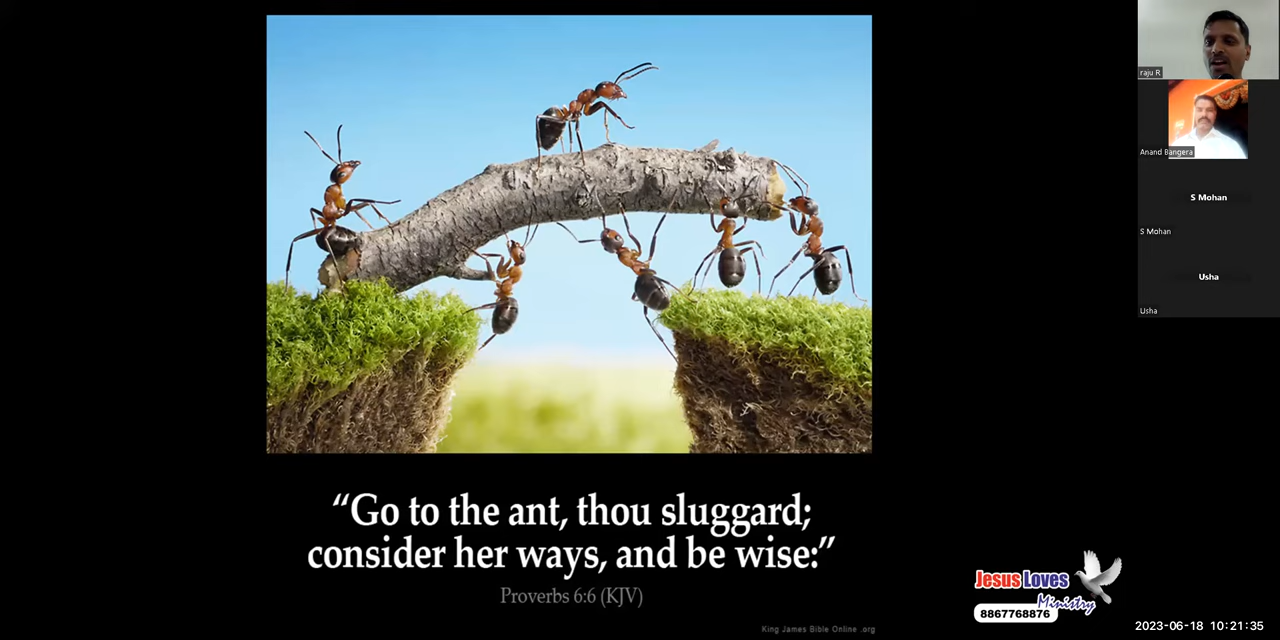 “Go to the ant, thou sluggard;
consider her ways, and be wise:”
Proverbs 6:6 (KJV)
King James Bible Online .org
Jesus Loves
Ministry
8867768876
2023-06-18 10:21:35
raju R
Anand Bangera
S Mohan
S Mohan
Usha
Usha